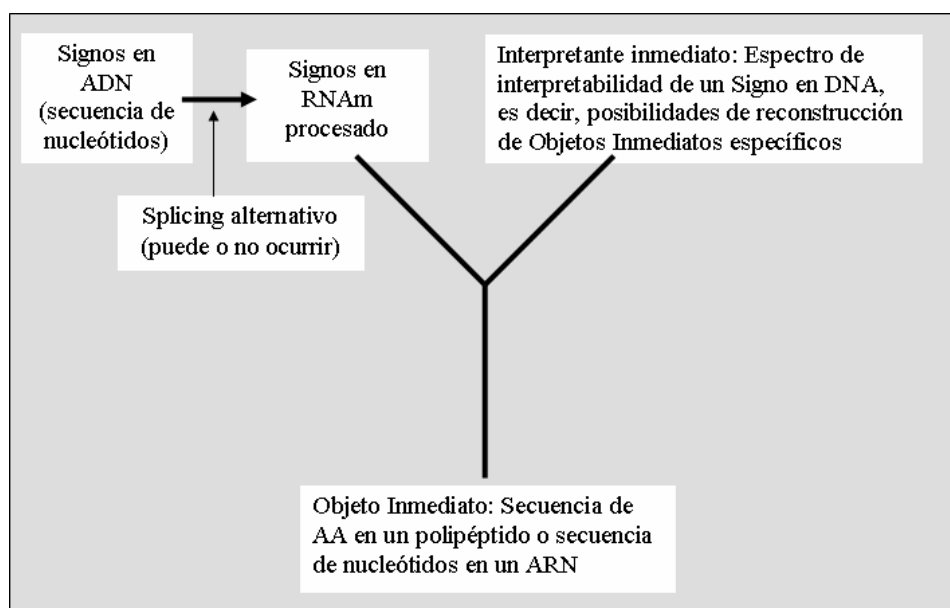 Signos en
ADN
(secuencia de
nucleótidos)
Signos en
RNAm
procesado
Interpretante inmediato: Espectro de
interpretabilidad de un Signo en DNA,
es decir, posibilidades de reconstrucción
de Objetos Inmediatos específicos
Splicing alternativo
(puede o no ocurrir)
Objeto Inmediato: Secuencia de
AA en un polipéptido o secuencia
de nucleótidos en un ARN